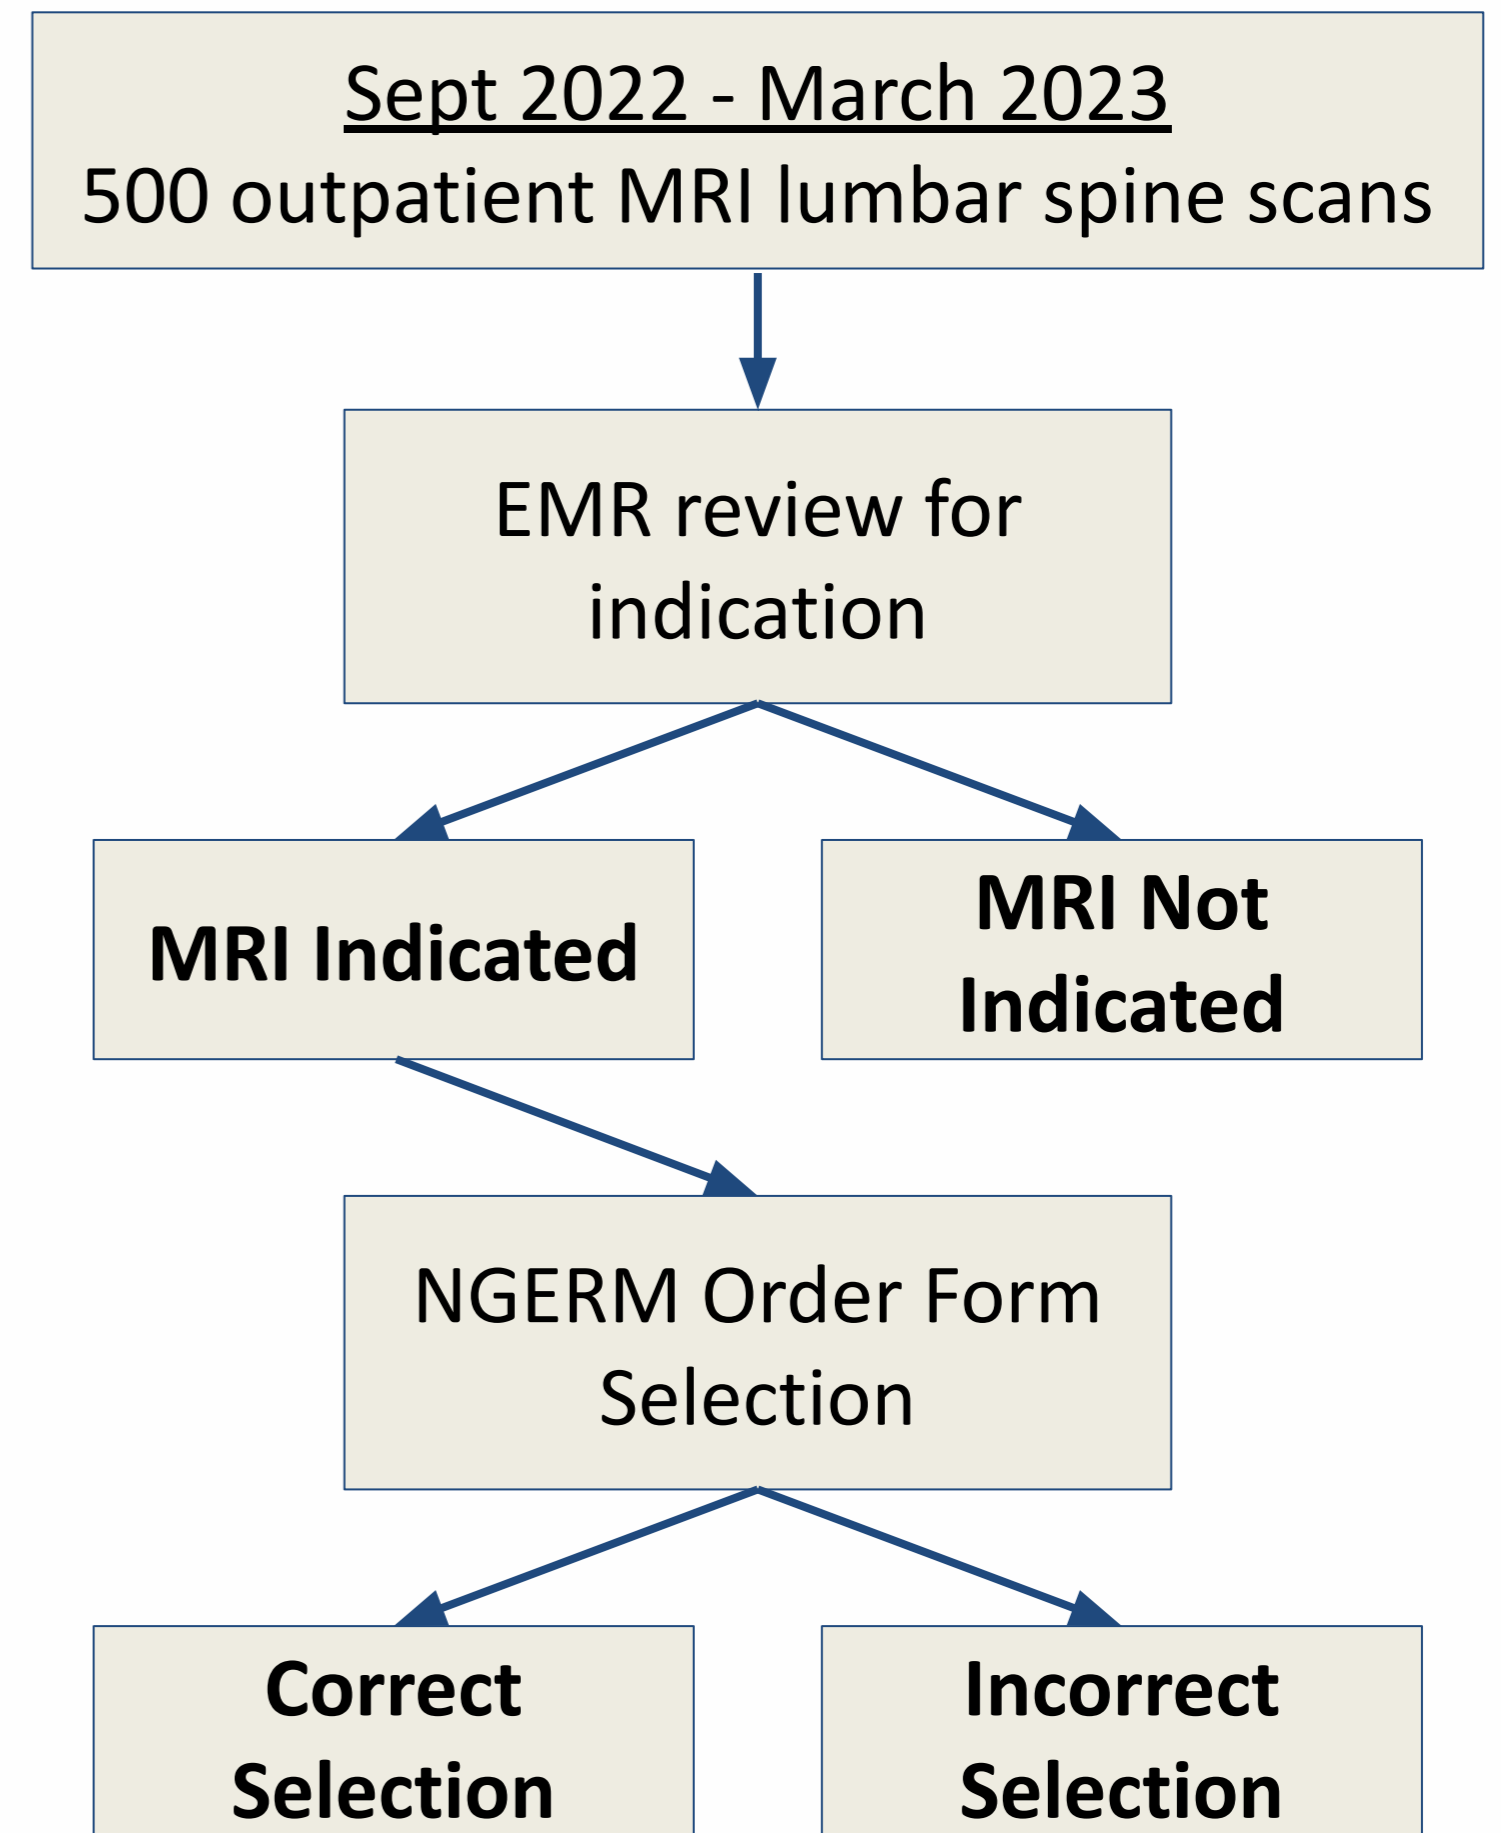 Sept 2022 - March 2023
500 outpatient MRI lumbar spine scans
EMR review for
indication
MRI Indicated
MRI Not
Indicated
NGERM Order Form
Selection
Correct
Selection
Incorrect
Selection